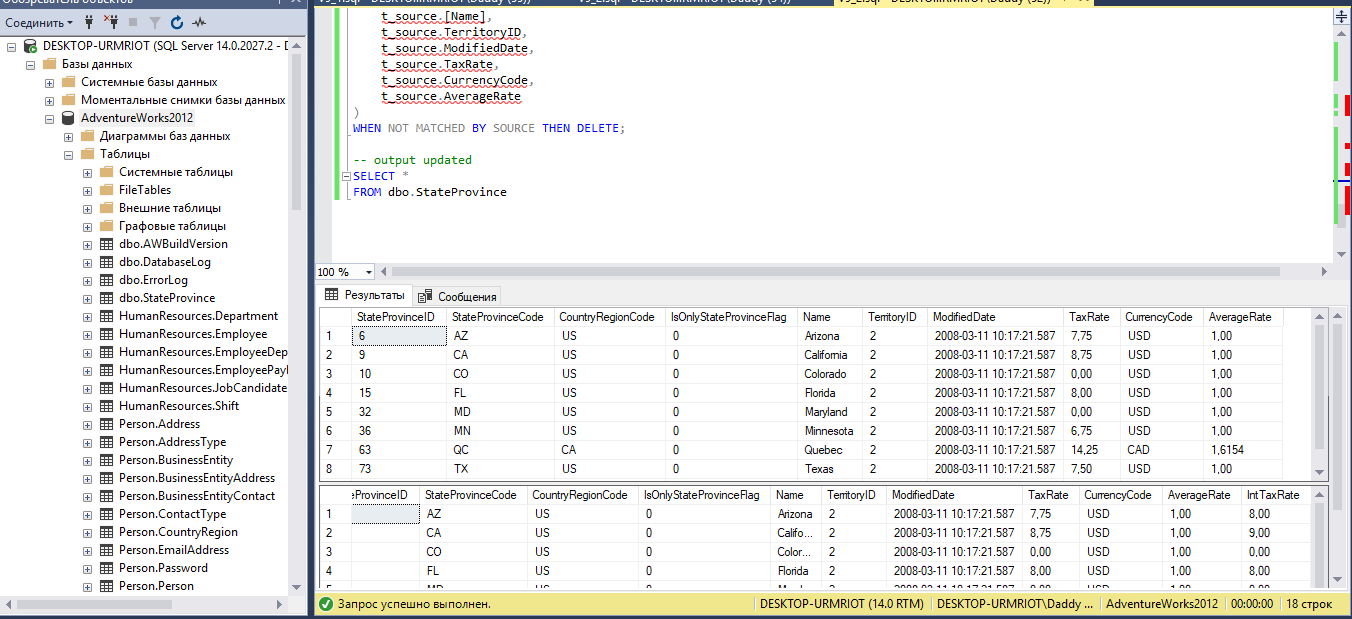 Обозреватель объектов
Соединить
DESKTOP-URMRIOT (SQL Server 14.0.2027.2 - D
Базы данных
Системные базы данных
Моментальные снимки базы данных
AdventureWorks2012
Диаграммы баз данных
Таблицы
Системные таблицы
FileTables
Внешние таблицы
Графовые таблицы
dbo.AWBuildVersion
dbo.DatabaseLog
dbo.ErrorLog
dbo.StateProvince
HumanResources.Department
HumanResources.Employee
HumanResources.EmployeeDep
HumanResources.EmployeePay
HumanResources.JobCandidate
HumanResources.Shift
Person.Address
Person.AddressType
Person.BusinessEntity
Person.BusinessEntityAddress
Person.BusinessEntityContact
Person.ContactType
Person.CountryRegion
Person.EmailAddress
Person.Password
Person.Person
t_source.[Name],
t_source.TerritoryID,
t_source.ModifiedDate,
t_source.TaxRate,
t_source.CurrencyCode,
t_source.AverageRate
)
WHEN NOT MATCHED BY SOURCE THEN DELETE;
-- output updated
SELECT *
FROM dbo.StateProvince
100 %
Результаты Сообщения
StateProvinceID StateProvinceCode CountryRegionCode IsOnlyStateProvinceFlag Name TerritoryID ModifiedDate TaxRate CurrencyCode AverageRate
1 6 AZ US 0 Arizona 2 2008-03-11 10:17:21.587 7,75 USD 1,00
2 9 CA US 0 California 2 2008-03-11 10:17:21.587 8,75 USD 1,00
3 10 CO US 0 Colorado 2 2008-03-11 10:17:21.587 0,00 USD 1,00
4 15 FL US 0 Florida 2 2008-03-11 10:17:21.587 8,00 USD 1,00
5 32 MD US 0 Maryland 2 2008-03-11 10:17:21.587 0,00 USD 1,00
6 36 MN US 0 Minnesota 2 2008-03-11 10:17:21.587 6,75 USD 1,00
7 63 QC CA 0 Quebec 2 2008-03-11 10:17:21.587 14,25 CAD 1,6154
8 73 TX US 0 Texas 2 2008-03-11 10:17:21.587 7,50 USD 1,00
eProvinceID StateProvinceCode CountryRegionCode IsOnlyStateProvinceFlag Name TerritoryID ModifiedDate TaxRate CurrencyCode AverageRate IntTaxRate
1 AZ US 0 Arizona 2 2008-03-11 10:17:21.587 7,75 USD 1,00 8,00
2 CA US 0 Califo... 2 2008-03-11 10:17:21.587 8,75 USD 1,00 9,00
3 CO US 0 Color... 2 2008-03-11 10:17:21.587 0,00 USD 1,00 0,00
4 FL US 0 Florida 2 2008-03-11 10:17:21.587 8,00 USD 1,00 8,00
Запрос успешно выполнен. DESKTOP-URMRIOT (14.0 RTM) DESKTOP-URMRIOT\Daddy ... AdventureWorks2012 00:00:00 18 строк